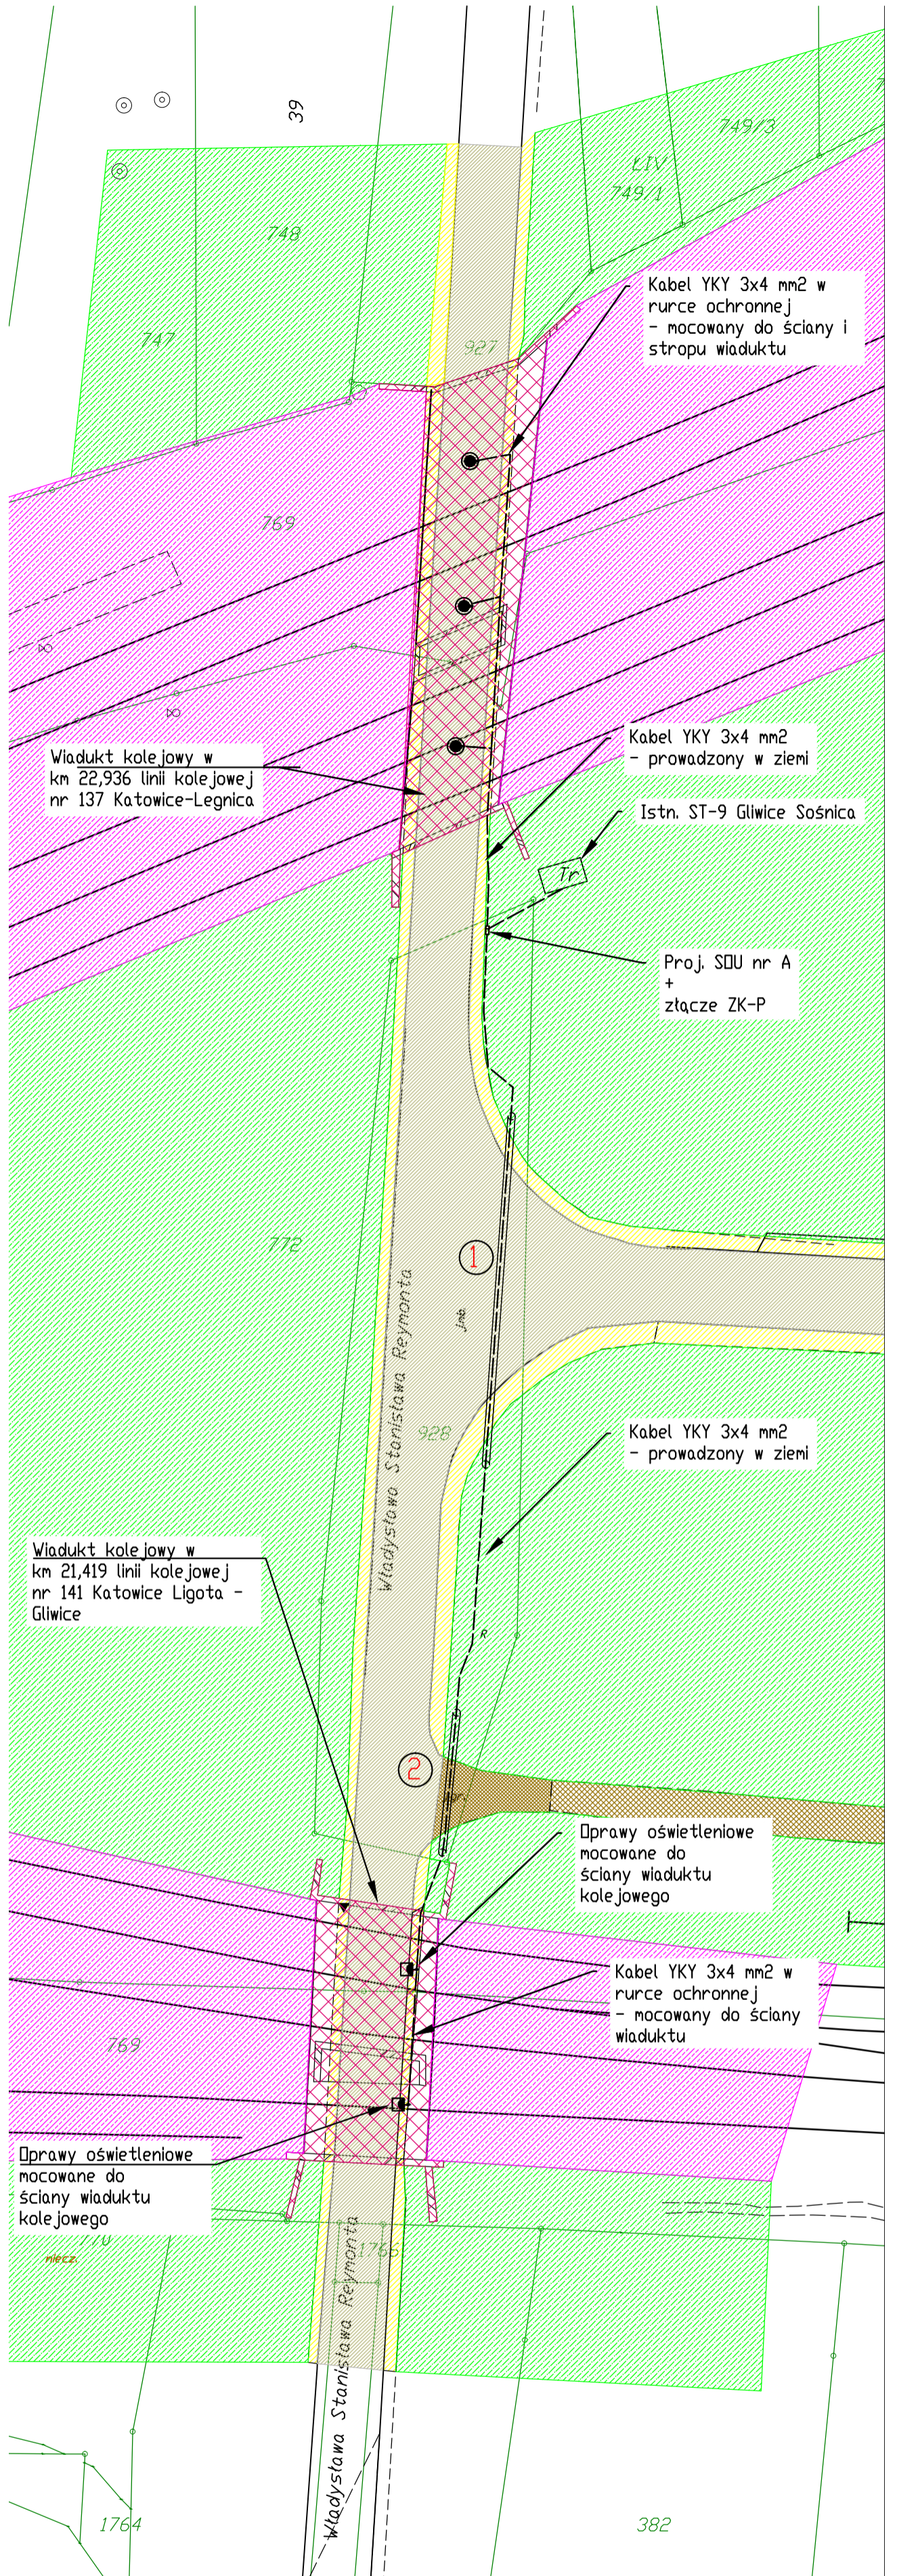 39
749/3
ŁIV
749/1
748
747
927
Kabel YKY 3x4 mm2 w
rurce ochronnej
- mocowany do ściany i
stropu wiaduktu
769
Kabel YKY 3x4 mm2
- prowadzony w ziemi
Wiadukt kolejowy w
km 22,936 linii kolejowej
nr 137 Katowice-Legnica
Istn. ST-9 Gliwice Sośnica
Tr
Proj. S▯U nr A
+
złącze ZK-P
772
1
jmb.
Władysława Stanisława Reymonta
928
Kabel YKY 3x4 mm2
- prowadzony w ziemi
Wiadukt kolejowy w
km 21,419 linii kolejowej
nr 141 Katowice Ligota -
Gliwice
R
2
▯prawy oświetleniowe
mocowane do
ściany wiaduktu
kolejowego
Kabel YKY 3x4 mm2 w
rurce ochronnej
- mocowany do ściany
wiaduktu
769
▯prawy oświetleniowe
mocowane do
ściany wiaduktu
kolejowego
770
niecz.
1766
Władysława Stanisława Reymonta
1764
382